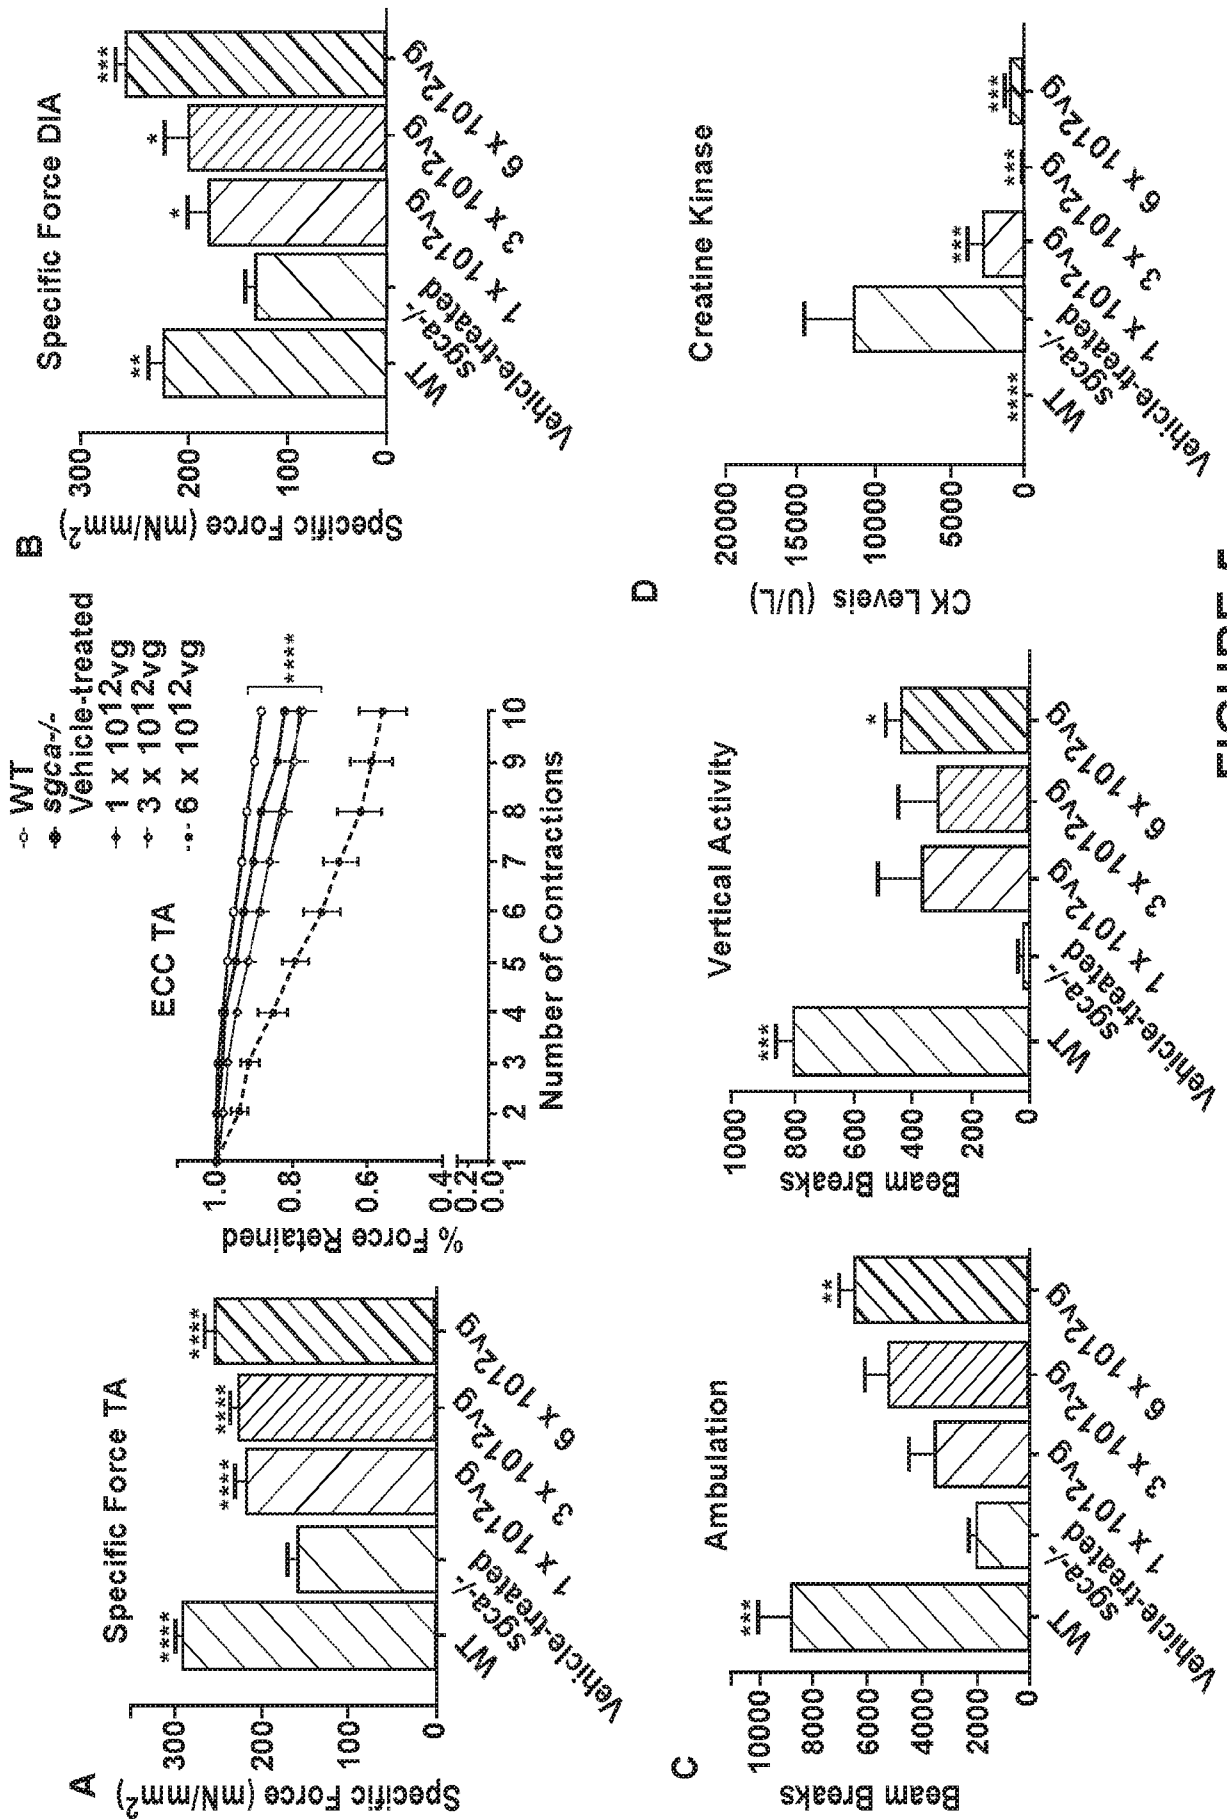 A
Specific Force TA
Specific Force (mN/mm2)
300
200
100
0
****
****
****
****
WT
sgca-/-
Vehicle-treated
1 x 1012vg
3 x 1012vg
6 x 1012vg
WT
sgca-/-
Vehicle-treated
1 x 1012vg
3 x 1012vg
6 x 1012vg
ECC TA
% Force Retained
1.0
0.8
0.6
0.4
0.2
0.0
****
1 2 3 4 5 6 7 8 9 10
Number of Contractions
B
Specific Force DIA
Specific Force (mN/mm2)
300
200
100
0
**
*
*
***
WT
sgca-/-
Vehicle-treated
1 x 1012vg
3 x 1012vg
6 x 1012vg
C
Ambulation
Beam Breaks
10000
8000
6000
4000
2000
0
***
**
WT
sgca-/-
Vehicle-treated
1 x 1012vg
3 x 1012vg
6 x 1012vg
Vertical Activity
Beam Breaks
1000
800
600
400
200
0
***
*
WT
sgca-/-
Vehicle-treated
1 x 1012vg
3 x 1012vg
6 x 1012vg
D
Creatine Kinase
CK Levels (U/L)
20000
15000
10000
5000
0
****
***
***
***
WT
sgca-/-
Vehicle-treated
1 x 1012vg
3 x 1012vg
6 x 1012vg